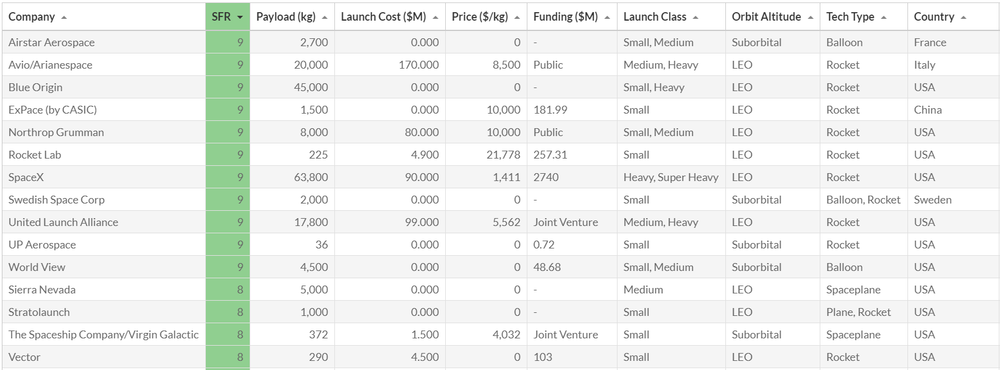 Company SFR Payload (kg) Launch Cost ($M) Price ($/kg) Funding ($M) Launch Class Orbit Altitude Tech Type Country
Airstar Aerospace 9 2,700 0.000 0 - Small, Medium Suborbital Balloon France
Avio/Arianespace 9 20,000 170.000 8,500 Public Medium, Heavy LEO Rocket Italy
Blue Origin 9 45,000 0.000 0 - Small, Heavy LEO Rocket USA
ExPace (by CASIC) 9 1,500 0.000 10,000 181.99 Small LEO Rocket China
Northrop Grumman 9 8,000 80.000 10,000 Public Small, Medium LEO Rocket USA
Rocket Lab 9 225 4.900 21,778 257.31 Small LEO Rocket USA
SpaceX 9 63,800 90.000 1,411 2740 Heavy, Super Heavy LEO Rocket USA
Swedish Space Corp 9 2,000 0.000 0 - Small Suborbital Balloon, Rocket Sweden
United Launch Alliance 9 17,800 99.000 5,562 Joint Venture Medium, Heavy LEO Rocket USA
UP Aerospace 9 36 0.000 0 0.72 Small Suborbital Rocket USA
World View 9 4,500 0.000 0 48.68 Small, Medium Suborbital Balloon USA
Sierra Nevada 8 5,000 0.000 0 - Medium LEO Spaceplane USA
Stratolaunch 8 1,000 0.000 0 - Small LEO Plane, Rocket USA
The Spaceship Company/Virgin Galactic 8 372 1.500 4,032 Joint Venture Small Suborbital Spaceplane USA
Vector 8 290 4.500 0 103 Small LEO Rocket USA